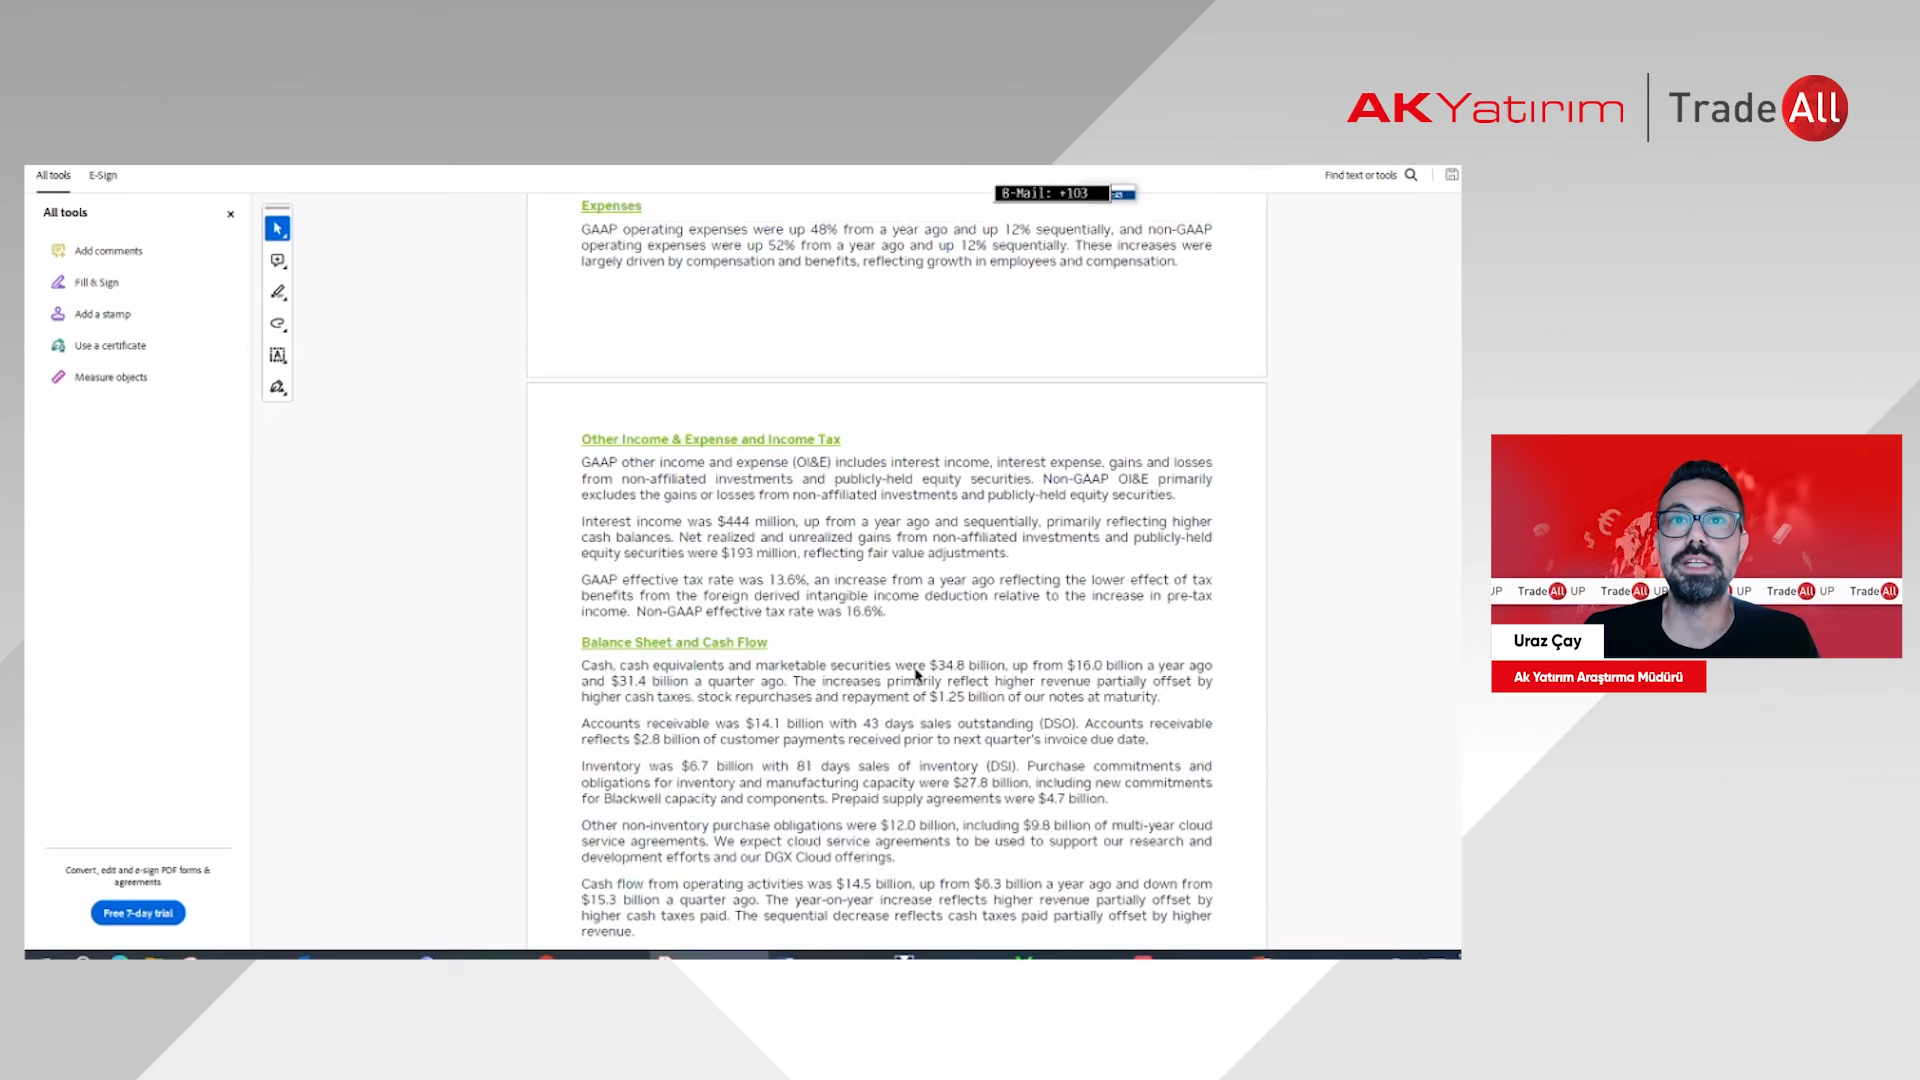 AKYatırım
TradeAll
All tools
E-Sign
Find text or tools
B-Mail: +103
All tools
Add comments
Fill & Sign
Add a stamp
Use a certificate
Measure objects
Convert, edit and e-sign PDF forms &
agreements
Free 7-day trial
Expenses
GAAP operating expenses were up 48% from a year ago and up 12% sequentially, and non-GAAP
operating expenses were up 52% from a year ago and up 12% sequentially. These increases were
largely driven by compensation and benefits, reflecting growth in employees and compensation.
Other Income & Expense and Income Tax
GAAP other income and expense (OI&E) includes interest income, interest expense, gains and losses
from non-affiliated investments and publicly-held equity securities. Non-GAAP OI&E primarily
excludes the gains or losses from non-affiliated investments and publicly-held equity securities.
Interest income was $444 million, up from a year ago and sequentially, primarily reflecting higher
cash balances. Net realized and unrealized gains from non-affiliated investments and publicly-held
equity securities were $193 million, reflecting fair value adjustments.
GAAP effective tax rate was 13.6%, an increase from a year ago reflecting the lower effect of tax
benefits from the foreign derived intangible income deduction relative to the increase in pre-tax
income. Non-GAAP effective tax rate was 16.6%.
Balance Sheet and Cash Flow
Cash, cash equivalents and marketable securities were $34.8 billion, up from $16.0 billion a year ago
and $31.4 billion a quarter ago. The increases primarily reflect higher revenue partially offset by
higher cash taxes, stock repurchases and repayment of $1.25 billion of our notes at maturity.
Accounts receivable was $14.1 billion with 43 days sales outstanding (DSO). Accounts receivable
reflects $2.8 billion of customer payments received prior to next quarter's invoice due date.
Inventory was $6.7 billion with 81 days sales of inventory (DSI). Purchase commitments and
obligations for inventory and manufacturing capacity were $27.8 billion, including new commitments
for Blackwell capacity and components. Prepaid supply agreements were $4.7 billion.
Other non-inventory purchase obligations were $12.0 billion, including $9.8 billion of multi-year cloud
service agreements. We expect cloud service agreements to be used to support our research and
development efforts and our DGX Cloud offerings.
Cash flow from operating activities was $14.5 billion, up from $6.3 billion a year ago and down from
$15.3 billion a quarter ago. The year-on-year increase reflects higher revenue partially offset by
higher cash taxes paid. The sequential decrease reflects cash taxes paid partially offset by higher
revenue.
UP TradeAll UP TradeAll UP UP TradeAll UP TradeAll
Uraz Çay
Ak Yatırım Araştırma Müdürü